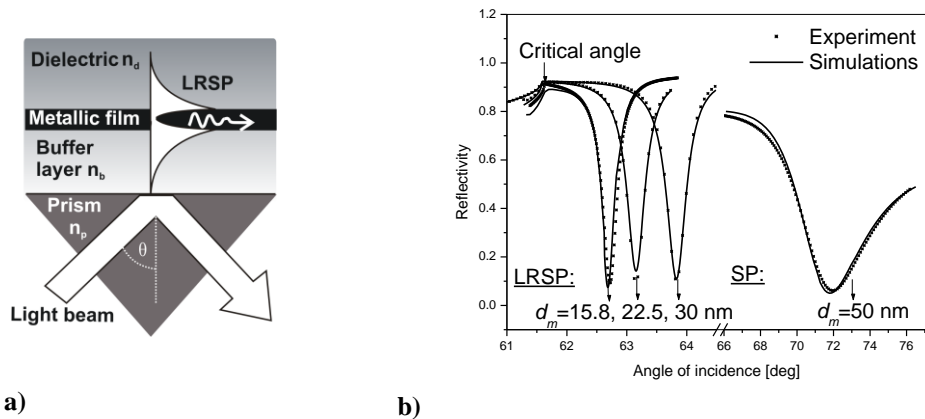 Dielectric n_d
LRSP
Metallic film
Buffer
layer n_b
Prism
n_p
θ
Light beam
a)
1.2
1.0
0.8
0.6
0.4
0.2
0.0
Reflectivity
Critical angle
Experiment
Simulations
LRSP:
SP:
d_m=15.8, 22.5, 30 nm
d_m=50 nm
61 62 63 64 66 68 70 72 74 76
Angle of incidence [deg]
b)